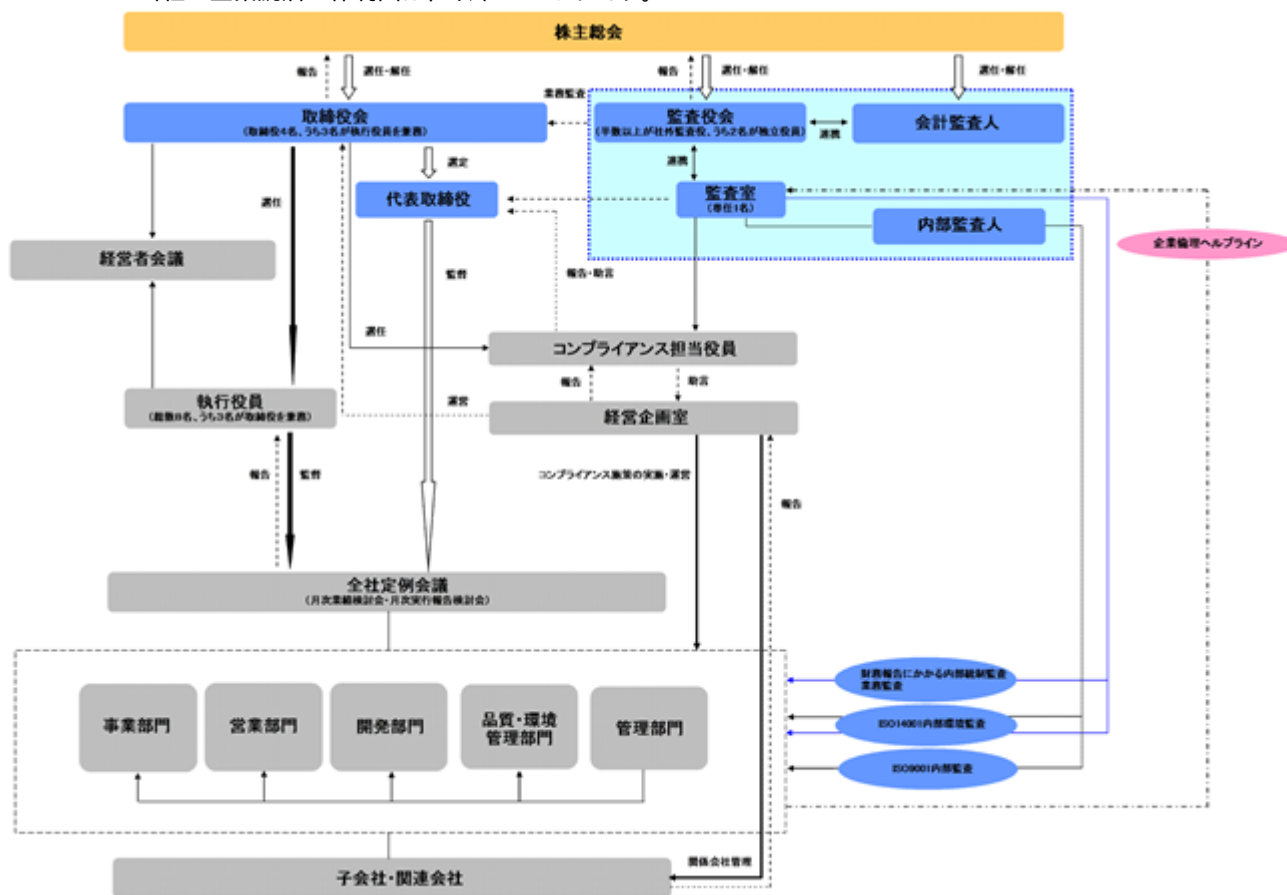 株主総会
報告
選任・解任
報告
選任・解任
選任・解任
業務監査
取締役会
(取締役4名、うち3名が執行役員を兼務)
監査役会
(半数以上が社外監査役、うち2名が独立役員)
連携
会計監査人
選定
連携
選任
代表取締役
監査室
(専任1名)
内部監査人
企業倫理ヘルプライン
経営者会議
監督
報告・助言
選任
コンプライアンス担当役員
報告
助言
執行役員
(総数8名、うち3名が取締役を兼務)
運営
経営企画室
報告
監督
コンプライアンス施策の実施・運営
報告
全社定例会議
(月次業績検討会・月次実行報告検討会)
財務報告にかかる内部統制監査
業務監査
事業部門
営業部門
開発部門
品質・環境
管理部門
管理部門
ISO14001内部環境監査
ISO9001内部監査
関係会社管理
子会社・関連会社